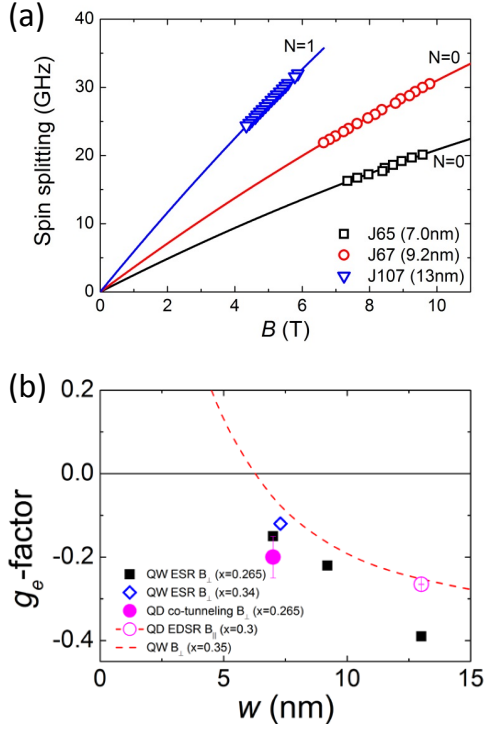 (a)
40
30
20
10
0
Spin splitting (GHz)
N=1
N=0
N=0
J65 (7.0nm)
J67 (9.2nm)
J107 (13nm)
0 2 4 6 8 10
B (T)
(b)
0.2
0.0
-0.2
-0.4
gₑ-factor
QW ESR B⊥ (x=0.265)
QW ESR B⊥ (x=0.34)
QD co-tunneling B⊥ (x=0.265)
QD EDSR B∥ (x=0.3)
QW B⊥ (x=0.35)
0 5 10 15
w (nm)